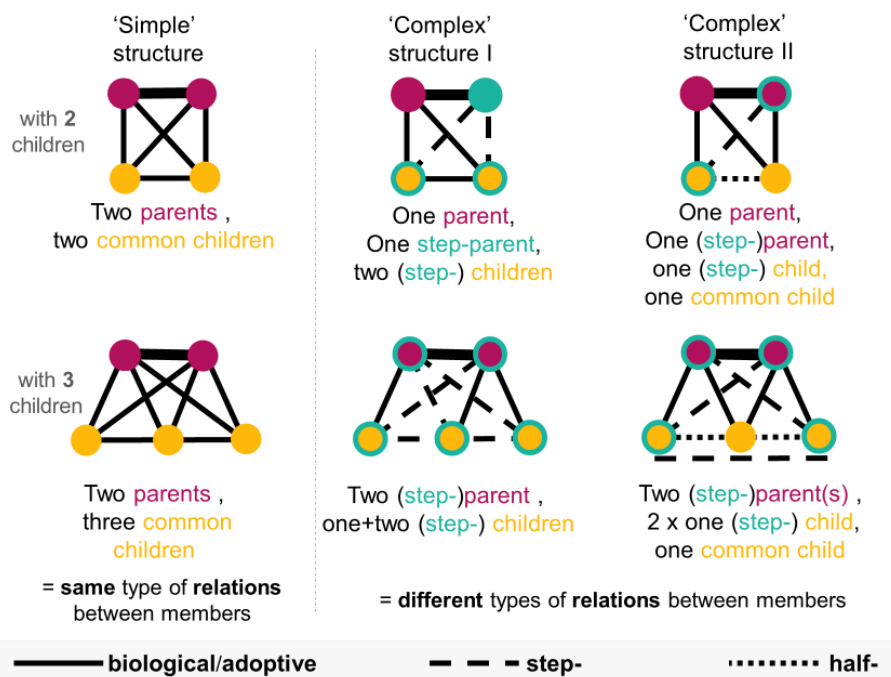 ‘Simple’
structure
‘Complex’
structure I
‘Complex’
structure II
with 2
children
Two parents ,
two common children
One parent,
One step-parent,
two (step-) children
One parent,
One (step-)parent,
one (step-) child,
one common child
with 3
children
Two parents ,
three common
children
Two (step-)parent ,
one+two (step-) children
Two (step-)parent(s) ,
2 x one (step-) child,
one common child
= same type of relations
between members
= different types of relations between members
biological/adoptive
step-
half-